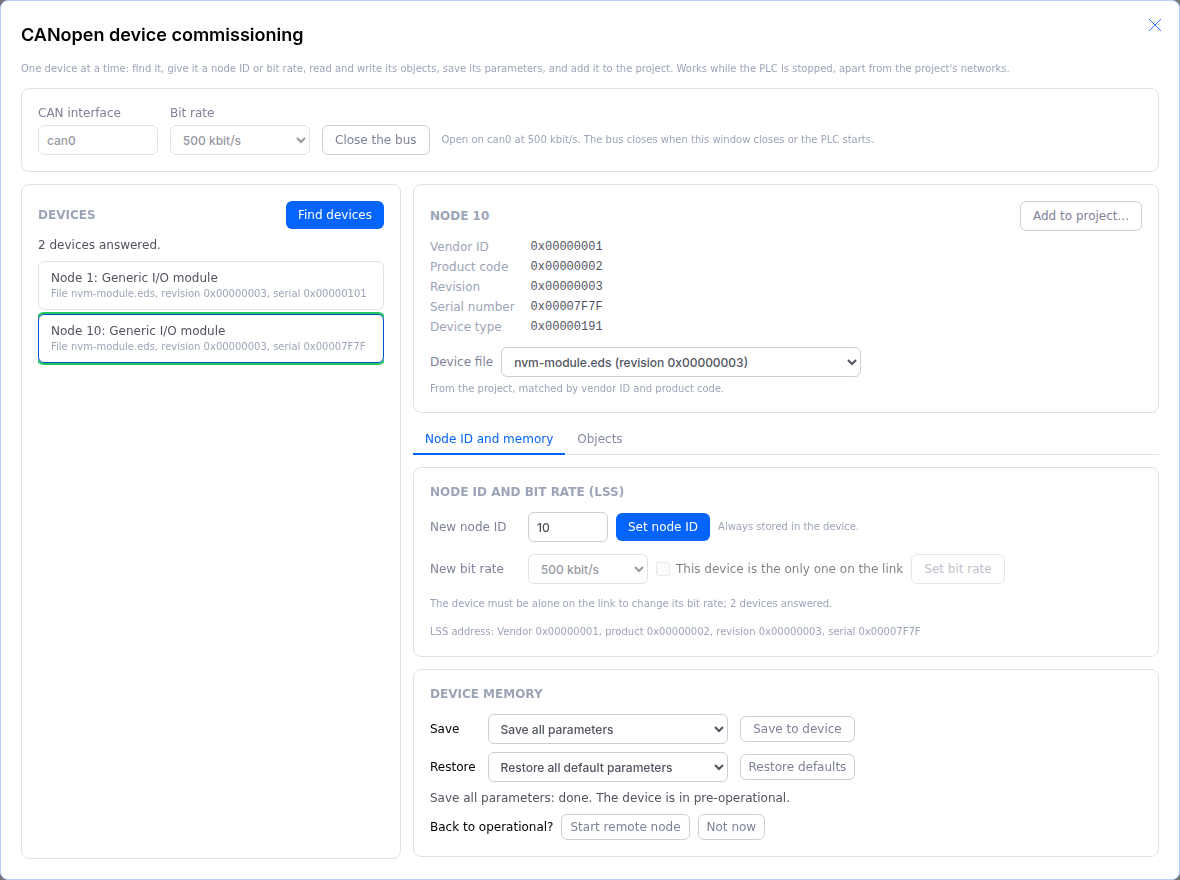 CANopen device commissioning
One device at a time: find it, give it a node ID or bit rate, read and write its objects, save its parameters, and add it to the project. Works while the PLC is stopped, apart from the project's networks.
CAN interface
Bit rate
can0
500 kbit/s
Close the bus
Open on can0 at 500 kbit/s. The bus closes when this window closes or the PLC starts.
DEVICES
Find devices
2 devices answered.
Node 1: Generic I/O module
File nvm-module.eds, revision 0x00000003, serial 0x00000101
Node 10: Generic I/O module
File nvm-module.eds, revision 0x00000003, serial 0x00007F7F
NODE 10
Add to project...
Vendor ID 0x00000001
Product code 0x00000002
Revision 0x00000003
Serial number 0x00007F7F
Device type 0x00000191
Device file nvm-module.eds (revision 0x00000003)
From the project, matched by vendor ID and product code.
Node ID and memory
Objects
NODE ID AND BIT RATE (LSS)
New node ID 10 Set node ID Always stored in the device.
New bit rate 500 kbit/s This device is the only one on the link Set bit rate
The device must be alone on the link to change its bit rate; 2 devices answered.
LSS address: Vendor 0x00000001, product 0x00000002, revision 0x00000003, serial 0x00007F7F
DEVICE MEMORY
Save Save all parameters Save to device
Restore Restore all default parameters Restore defaults
Save all parameters: done. The device is in pre-operational.
Back to operational? Start remote node Not now